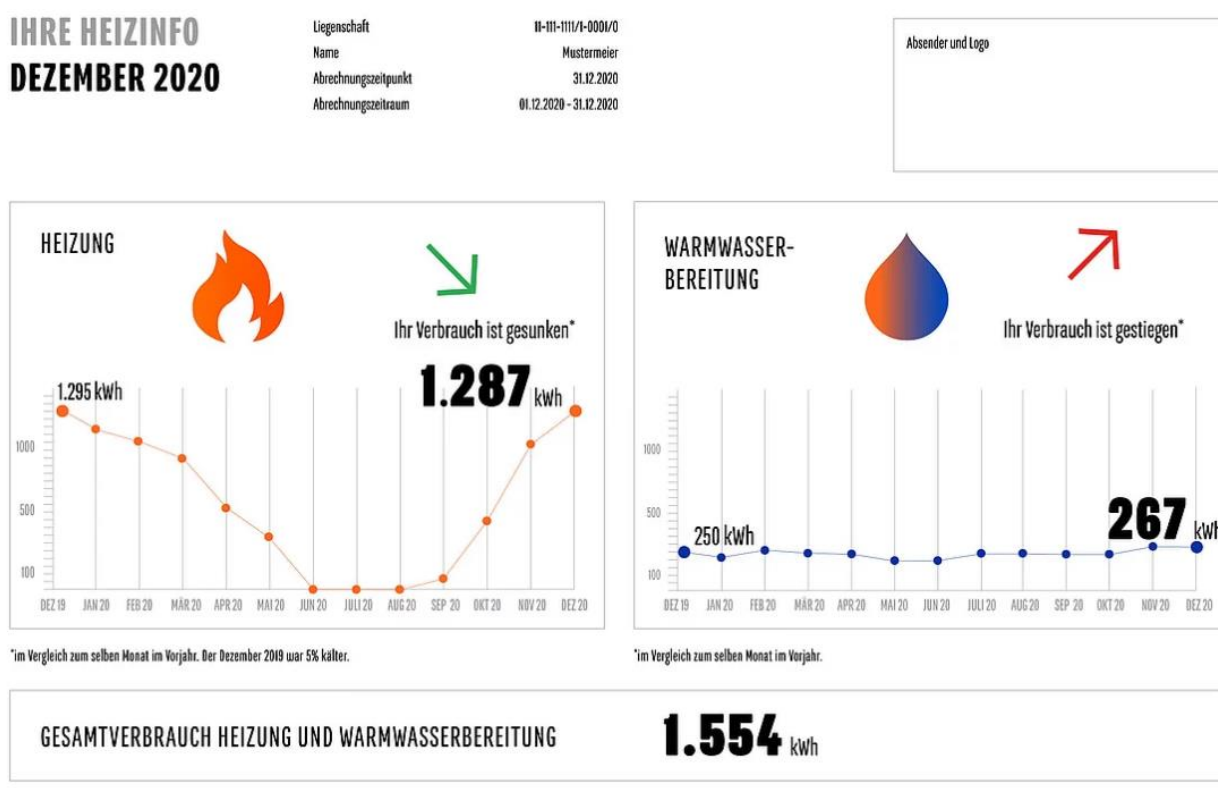 IHRE HEIZINFO
DEZEMBER 2020
Liegenschaft 11-111-1111/1-0001/0
Name Mustermeier
Abrechnungszeitpunkt 31.12.2020
Abrechnungszeitraum 01.12.2020 - 31.12.2020
Absender und Logo
HEIZUNG
Ihr Verbrauch ist gesunken*
1.295 kWh
1.287 kWh
1000
500
100
DEZ 19 JAN 20 FEB 20 MÄR 20 APR 20 MAI 20 JUN 20 JULI 20 AUG 20 SEP 20 OKT 20 NOV 20 DEZ 20
*im Vergleich zum selben Monat im Vorjahr. Der Dezember 2019 war 5% kälter.
WARMWASSER-
BEREITUNG
Ihr Verbrauch ist gestiegen*
250 kWh
267 kWh
1000
500
100
DEZ 19 JAN 20 FEB 20 MÄR 20 APR 20 MAI 20 JUN 20 JULI 20 AUG 20 SEP 20 OKT 20 NOV 20 DEZ 20
*im Vergleich zum selben Monat im Vorjahr.
GESAMTVERBRAUCH HEIZUNG UND WARMWASSERBEREITUNG 1.554 kWh